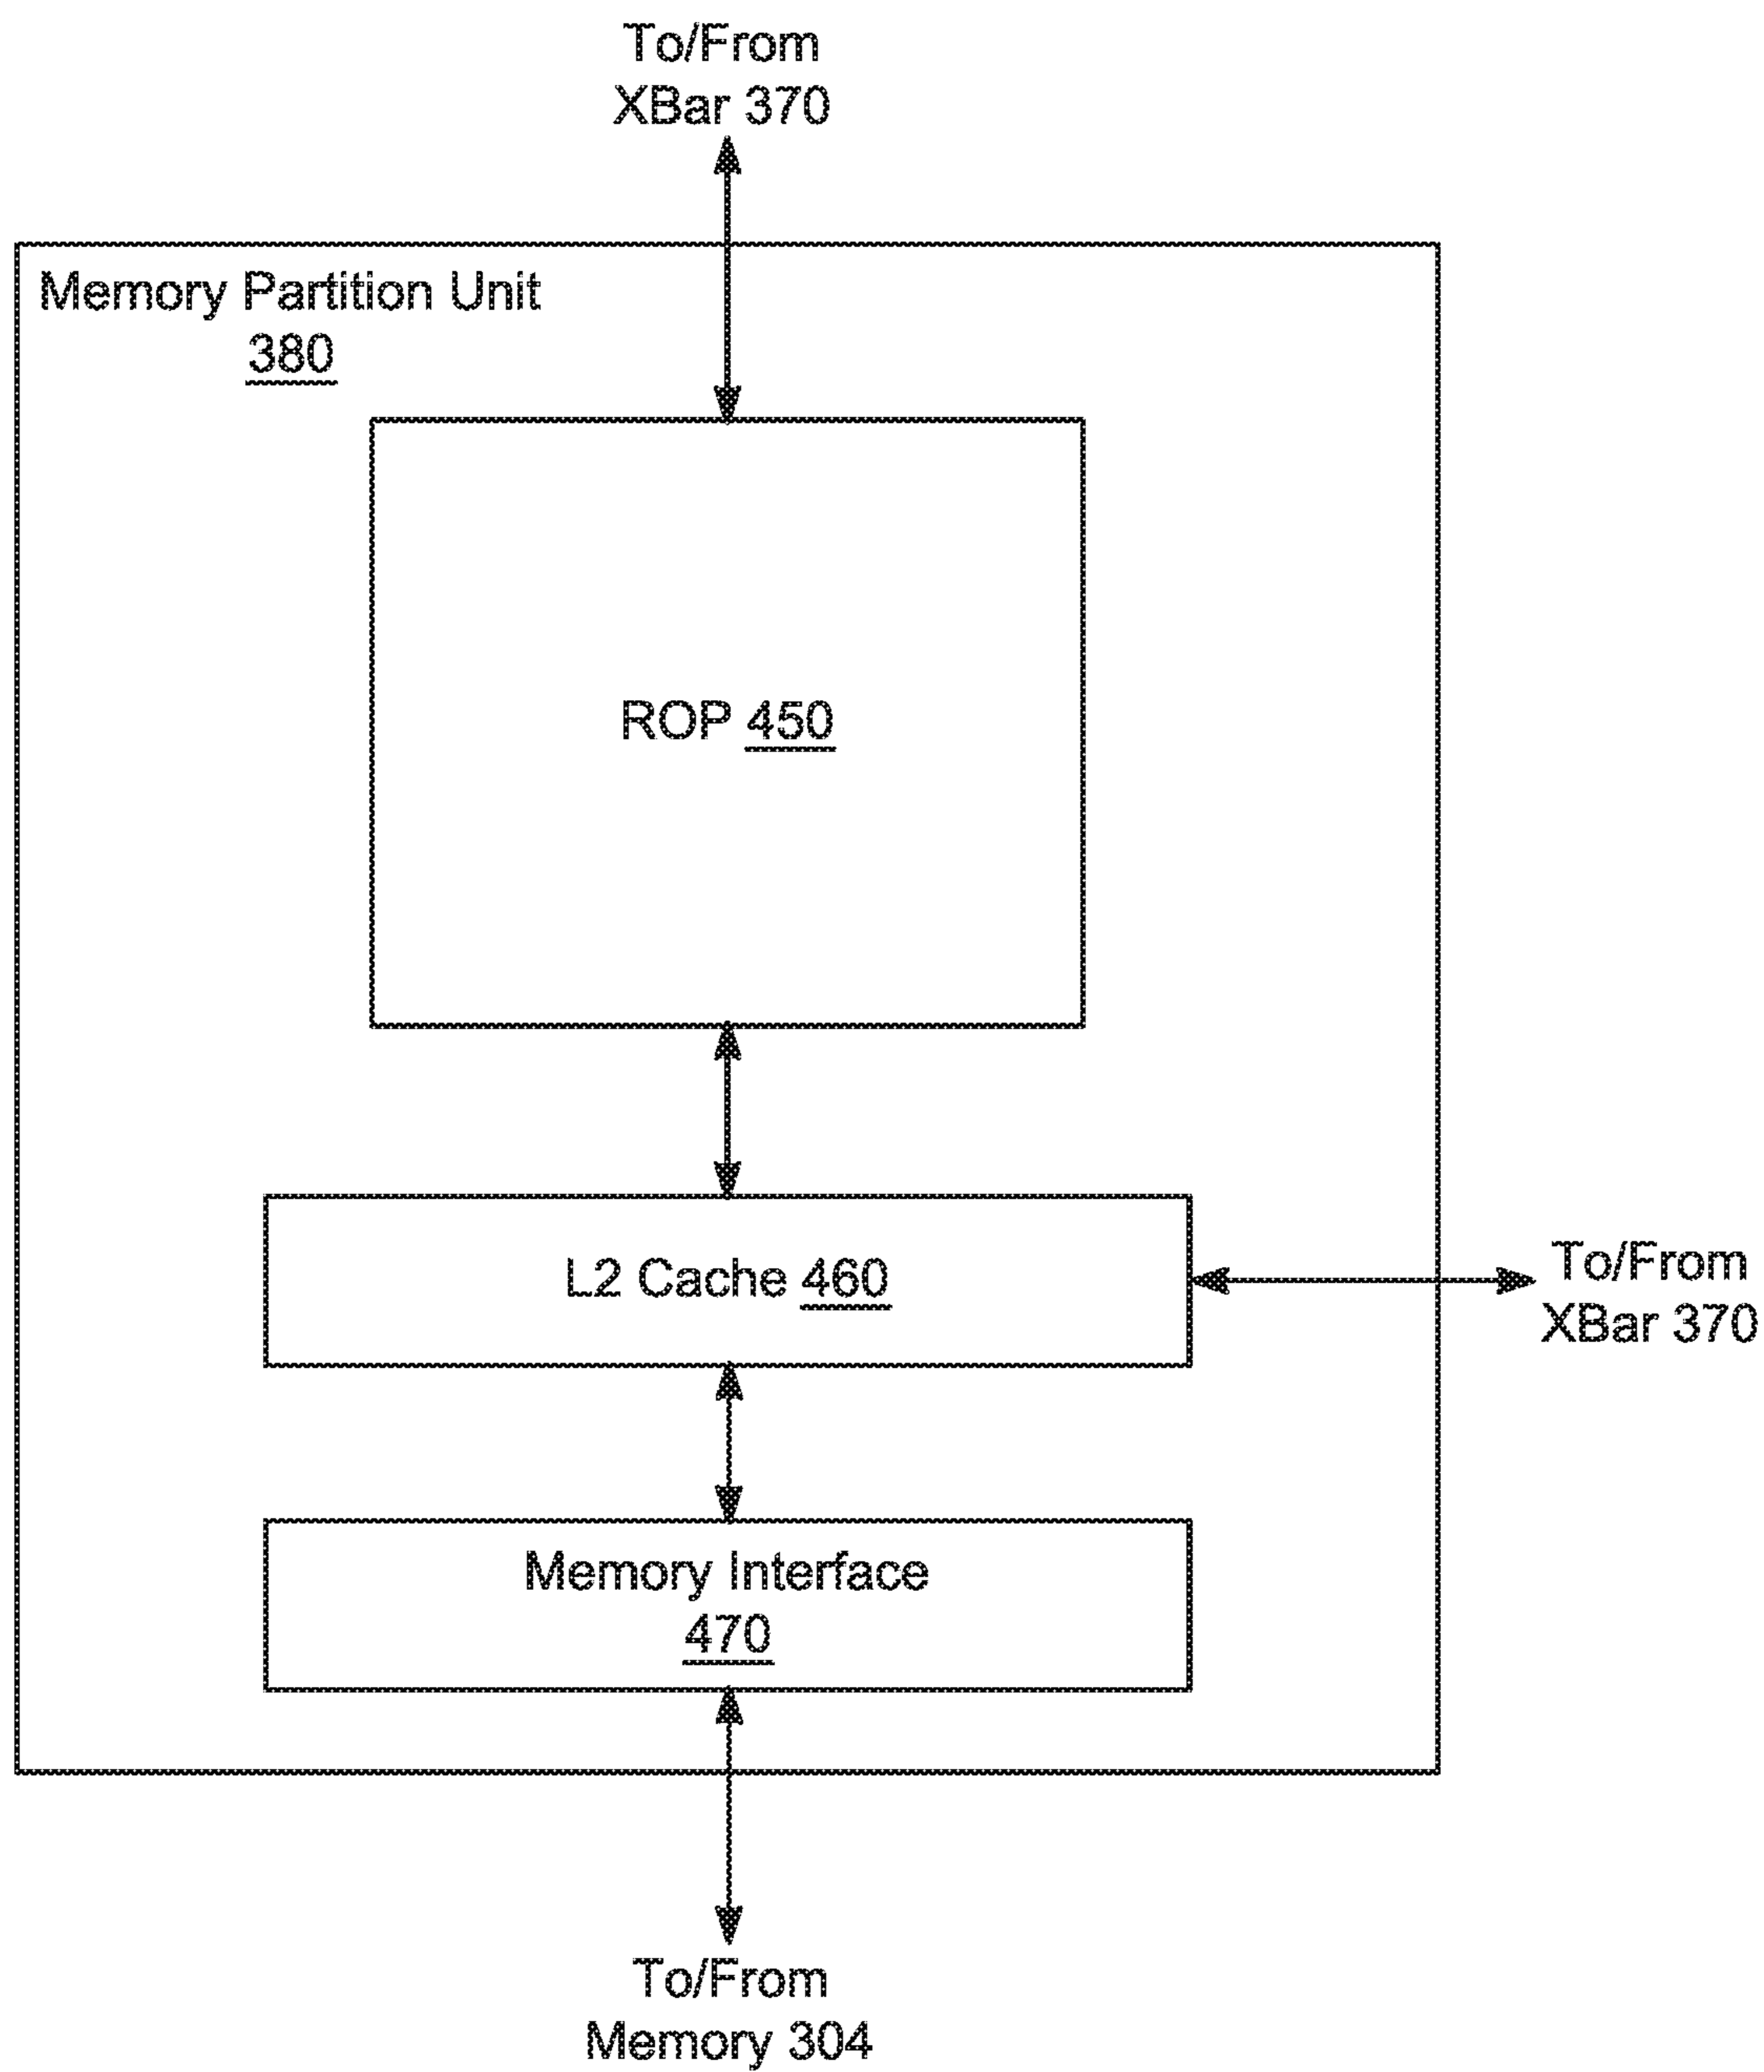 To/From
XBar 370
Memory Partition Unit
380
ROP 450
L2 Cache 460
To/From
XBar 370
Memory Interface
470
To/From
Memory 304